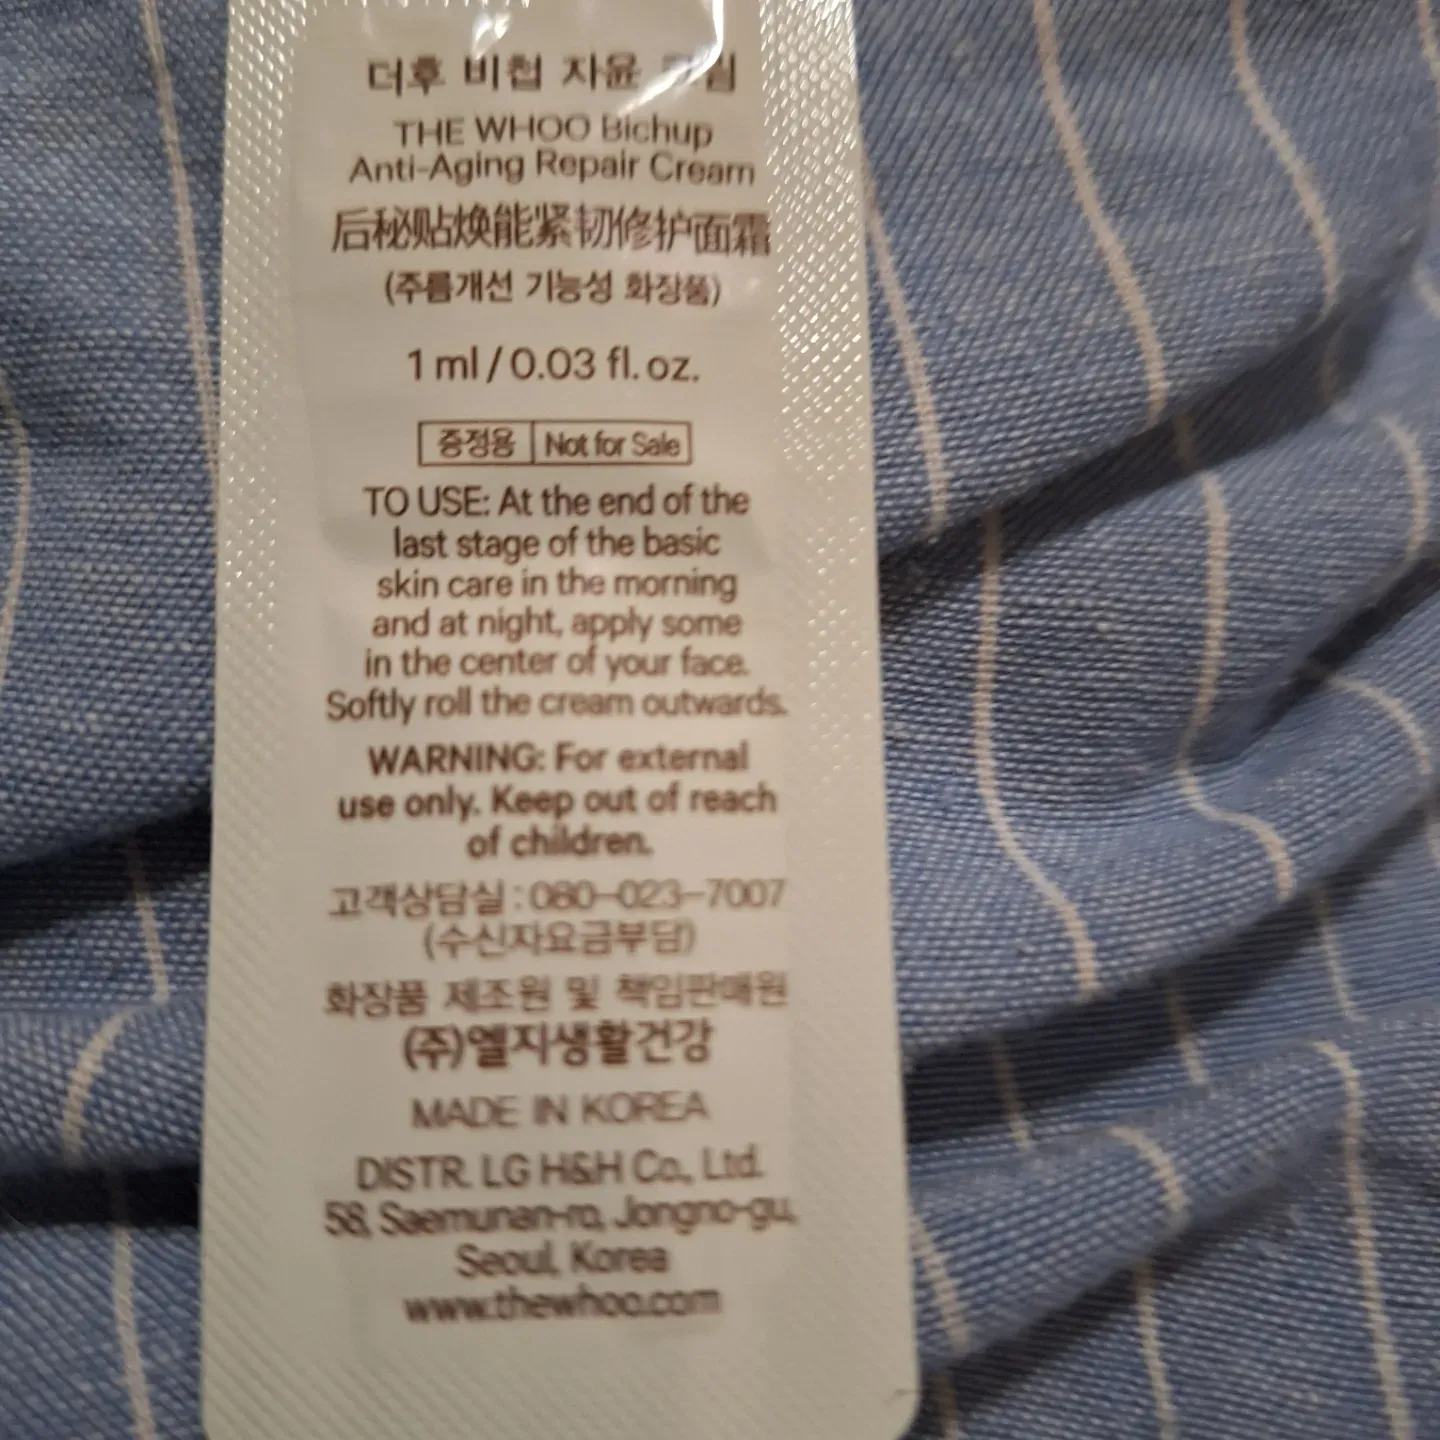 더후 비첩 자윤 크림
THE WHOO Bichup
Anti-Aging Repair Cream
后秘贴焕能紧韧修护面霜
(주름개선 기능성 화장품)
1 ml / 0.03 fl. oz.
증정용 Not for Sale
TO USE: At the end of the
last stage of the basic
skin care in the morning
and at night, apply some
in the center of your face.
Softly roll the cream outwards.
WARNING: For external
use only. Keep out of reach
of children.
고객상담실 : 080-023-7007
(수신자요금부담)
화장품 제조원 및 책임판매원
(주)엘지생활건강
MADE IN KOREA
DISTR. LG H&H Co., Ltd.
58, Saemunan-ro, Jongno-gu,
Seoul, Korea
www.thewhoo.com